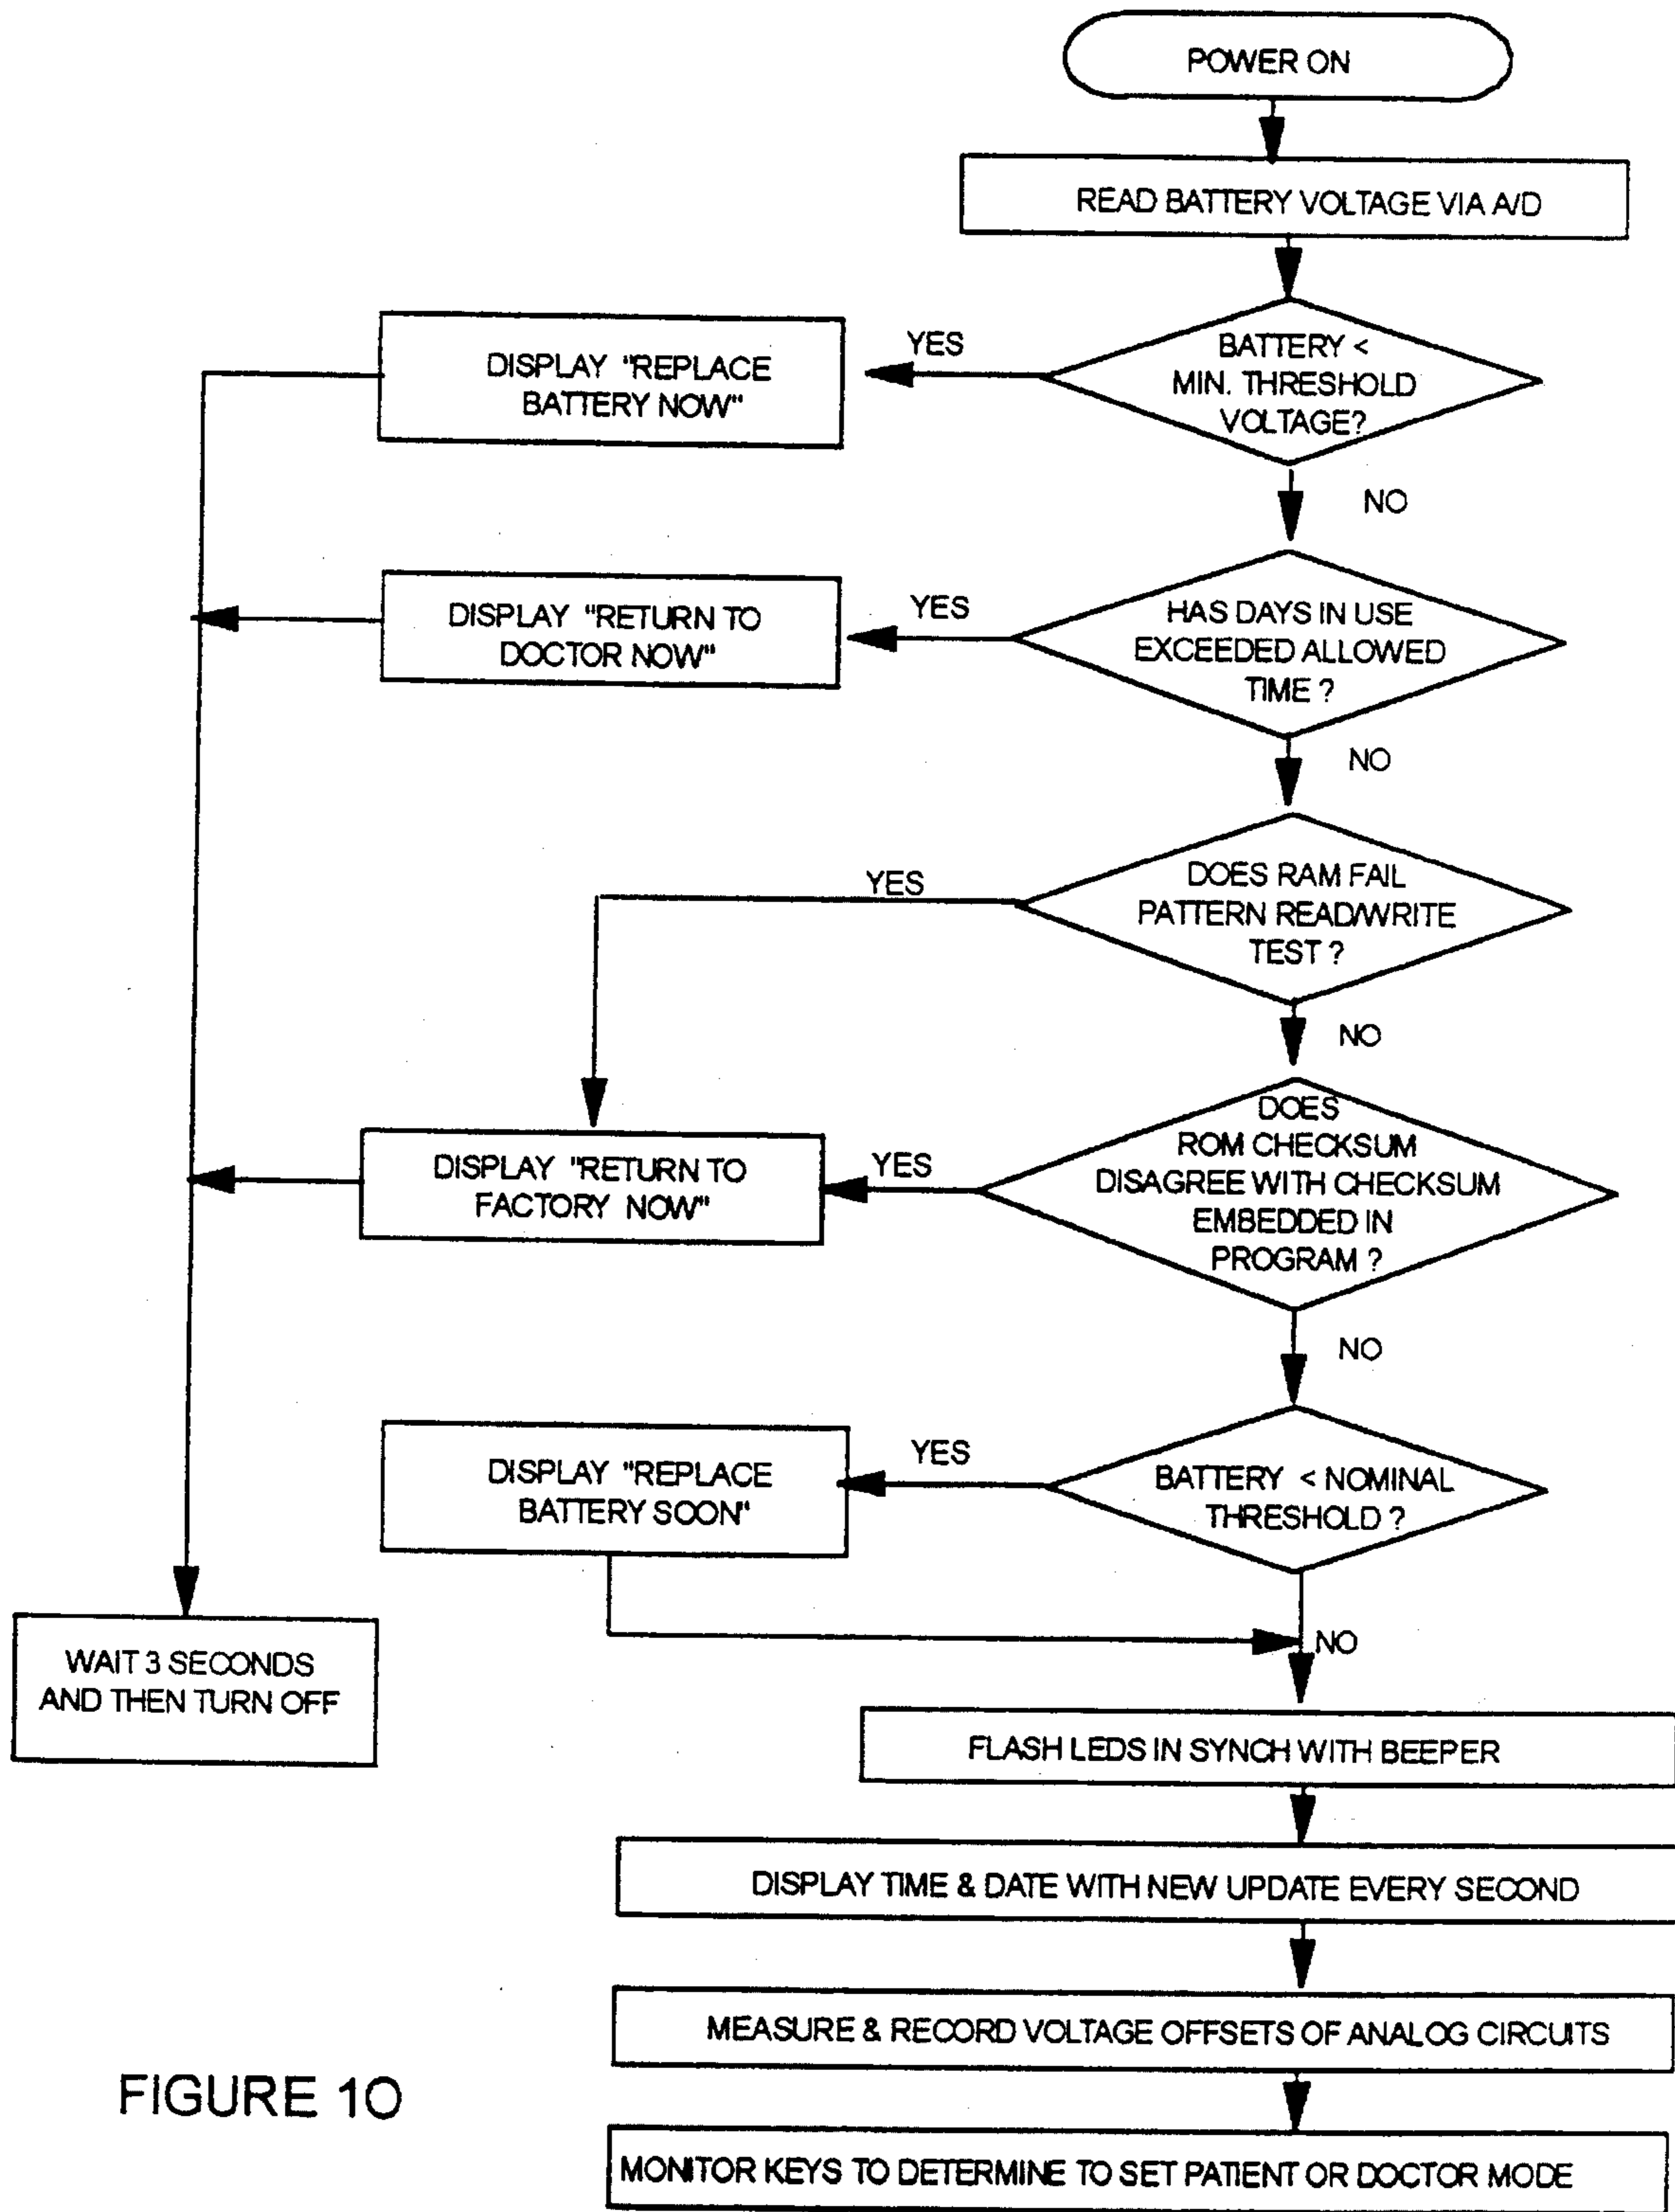 POWER ON
READ BATTERY VOLTAGE VIA A/D
BATTERY <
MIN. THRESHOLD
VOLTAGE?
YES
DISPLAY "REPLACE
BATTERY NOW"
NO
HAS DAYS IN USE
EXCEEDED ALLOWED
TIME ?
YES
DISPLAY "RETURN TO
DOCTOR NOW"
NO
DOES RAM FAIL
PATTERN READ/WRITE
TEST ?
YES
NO
DOES
ROM CHECKSUM
DISAGREE WITH CHECKSUM
EMBEDDED IN
PROGRAM ?
YES
DISPLAY "RETURN TO
FACTORY NOW"
NO
BATTERY < NOMINAL
THRESHOLD ?
YES
DISPLAY "REPLACE
BATTERY SOON"
NO
WAIT 3 SECONDS
AND THEN TURN OFF
FLASH LEDS IN SYNCH WITH BEEPER
DISPLAY TIME & DATE WITH NEW UPDATE EVERY SECOND
MEASURE & RECORD VOLTAGE OFFSETS OF ANALOG CIRCUITS
MONITOR KEYS TO DETERMINE TO SET PATIENT OR DOCTOR MODE
FIGURE 10